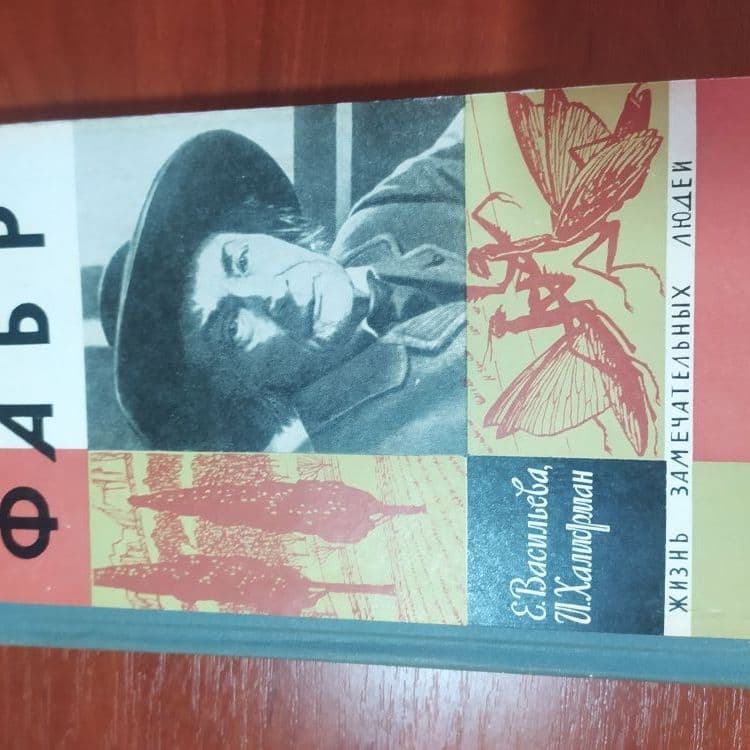 ФАБР
Е. Васильева,
И. Халифман
ЖИЗНЬ ЗАМЕЧАТЕЛЬНЫХ ЛЮДЕЙ